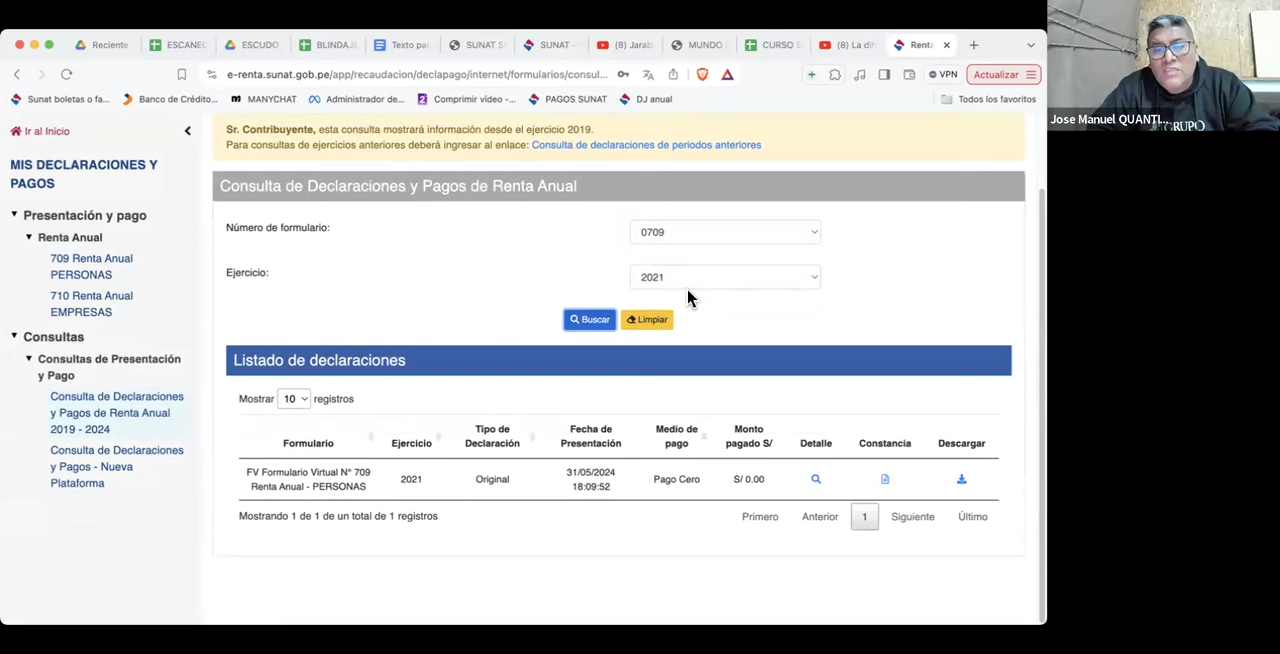 Reciente
ESCANE
ESCUDO
BLINDAJE
Texto pa
SUNAT S
SUNAT -
(8) Jarab
MUNDO
CURSO S
(8) La dif
Renta
e-renta.sunat.gob.pe/app/recaudacion/declapago/internet/formularios/consul...
VPN
Actualizar
Sunat boletas o fa...
Banco de Crédito...
MANYCHAT
Administrador de...
Comprimir vídeo -...
PAGOS SUNAT
DJ anual
Todos los favoritos
Ir al Inicio
MIS DECLARACIONES Y
PAGOS
Presentación y pago
Renta Anual
709 Renta Anual
PERSONAS
710 Renta Anual
EMPRESAS
Consultas
Consultas de Presentación
y Pago
Consulta de Declaraciones
y Pagos de Renta Anual
2019 - 2024
Consulta de Declaraciones
y Pagos - Nueva
Plataforma
Sr. Contribuyente, esta consulta mostrará información desde el ejercicio 2019.
Para consultas de ejercicios anteriores deberá ingresar al enlace: Consulta de declaraciones de periodos anteriores
Consulta de Declaraciones y Pagos de Renta Anual
Número de formulario:
0709
Ejercicio:
2021
Buscar
Limpiar
Listado de declaraciones
Mostrar 10 registros
Formulario
Ejercicio
Tipo de
Declaración
Fecha de
Presentación
Medio de
pago
Monto
pagado S/
Detalle
Constancia
Descargar
FV Formulario Virtual N° 709
Renta Anual - PERSONAS
2021
Original
31/05/2024
18:09:52
Pago Cero
S/ 0.00
Mostrando 1 de 1 de un total de 1 registros
Primero
Anterior
1
Siguiente
Último
Jose Manuel QUANTI...
GRUPO